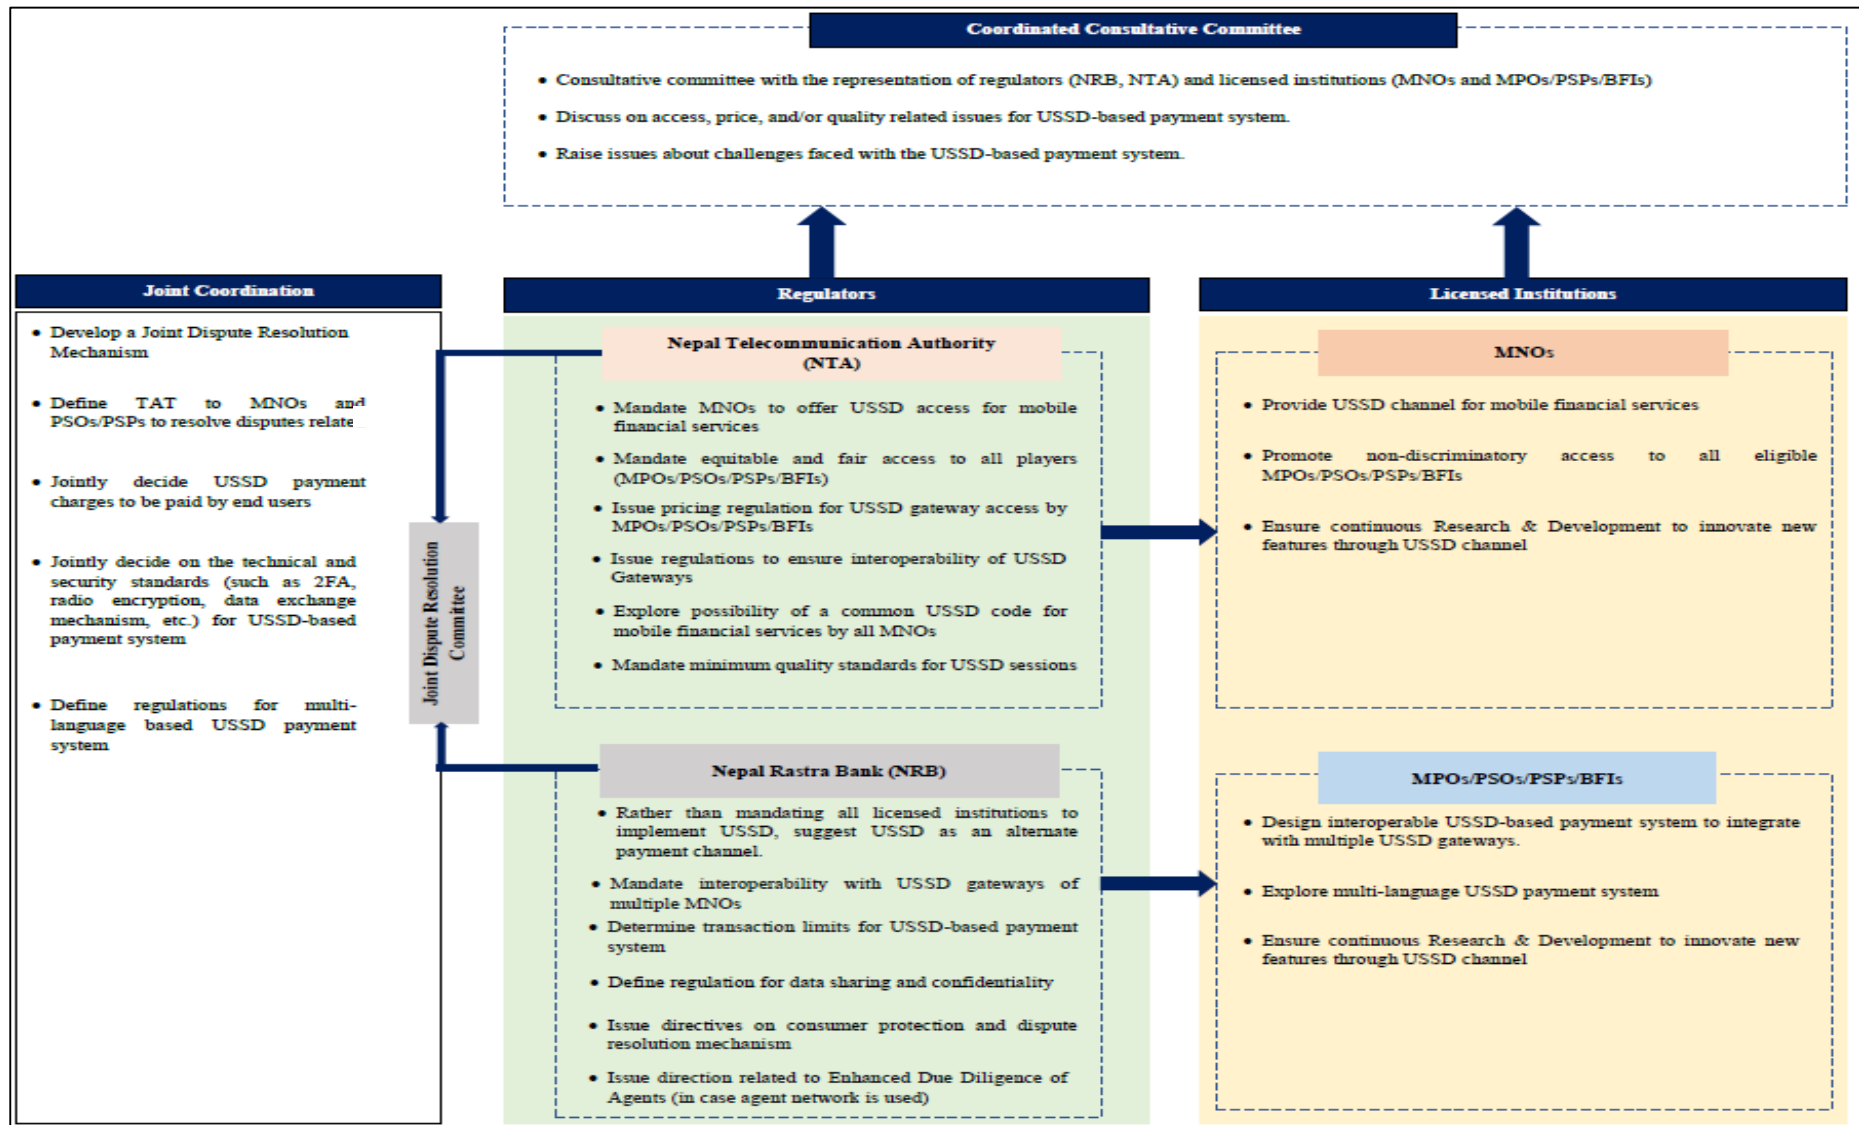 Coordinated Consultative Committee
• Consultative committee with the representation of regulators (NRB, NTA) and licensed institutions (MNOs and MPOs/PSPs/BFIs)
• Discuss on access, price, and/or quality related issues for USSD-based payment system.
• Raise issues about challenges faced with the USSD-based payment system.
Joint Coordination
• Develop a Joint Dispute Resolution
Mechanism
• Define TAT to MNOs and
PSOs/PSPs to resolve disputes relate
• Jointly decide USSD payment
charges to be paid by end users
• Jointly decide on the technical and
security standards (such as 2FA,
radio encryption, data exchange
mechanism, etc.) for USSD-based
payment system
• Define regulations for multi-
language based USSD payment
system
Joint Dispute Resolution
Committee
Regulators
Nepal Telecommunication Authority
(NTA)
• Mandate MNOs to offer USSD access for mobile
financial services
• Mandate equitable and fair access to all players
(MPOs/PSOs/PSPs/BFIs)
• Issue pricing regulation for USSD gateway access by
MPOs/PSOs/PSPs/BFIs
• Issue regulations to ensure interoperability of USSD
Gateways
• Explore possibility of a common USSD code for
mobile financial services by all MNOs
• Mandate minimum quality standards for USSD sessions
Nepal Rastra Bank (NRB)
• Rather than mandating all licensed institutions to
implement USSD, suggest USSD as an alternate
payment channel.
• Mandate interoperability with USSD gateways of
multiple MNOs
• Determine transaction limits for USSD-based payment
system
• Define regulation for data sharing and confidentiality
• Issue directives on consumer protection and dispute
resolution mechanism
• Issue direction related to Enhanced Due Diligence of
Agents (in case agent network is used)
Licensed Institutions
MNOs
• Provide USSD channel for mobile financial services
• Promote non-discriminatory access to all eligible
MPOs/PSOs/PSPs/BFIs
• Ensure continuous Research & Development to innovate new
features through USSD channel
MPOs/PSOs/PSPs/BFIs
• Design interoperable USSD-based payment system to integrate
with multiple USSD gateways.
• Explore multi-language USSD payment system
• Ensure continuous Research & Development to innovate new
features through USSD channel